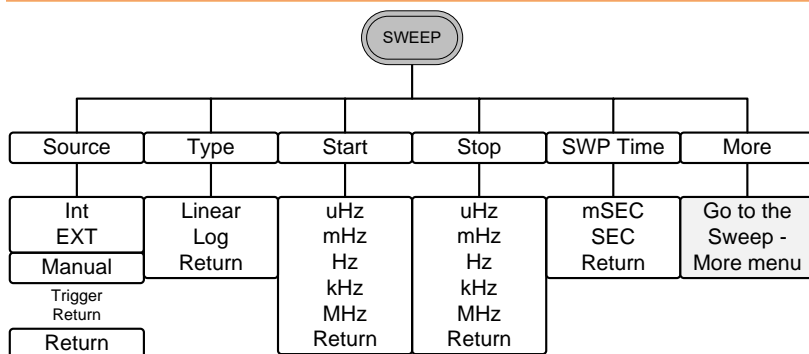 SWEEP
Source
Type
Start
Stop
SWP Time
More
Int
EXT
Manual
Trigger
Return
Return
Linear
Log
Return
uHz
mHz
Hz
kHz
MHz
Return
uHz
mHz
Hz
kHz
MHz
Return
mSEC
SEC
Return
Go to the
Sweep -
More menu